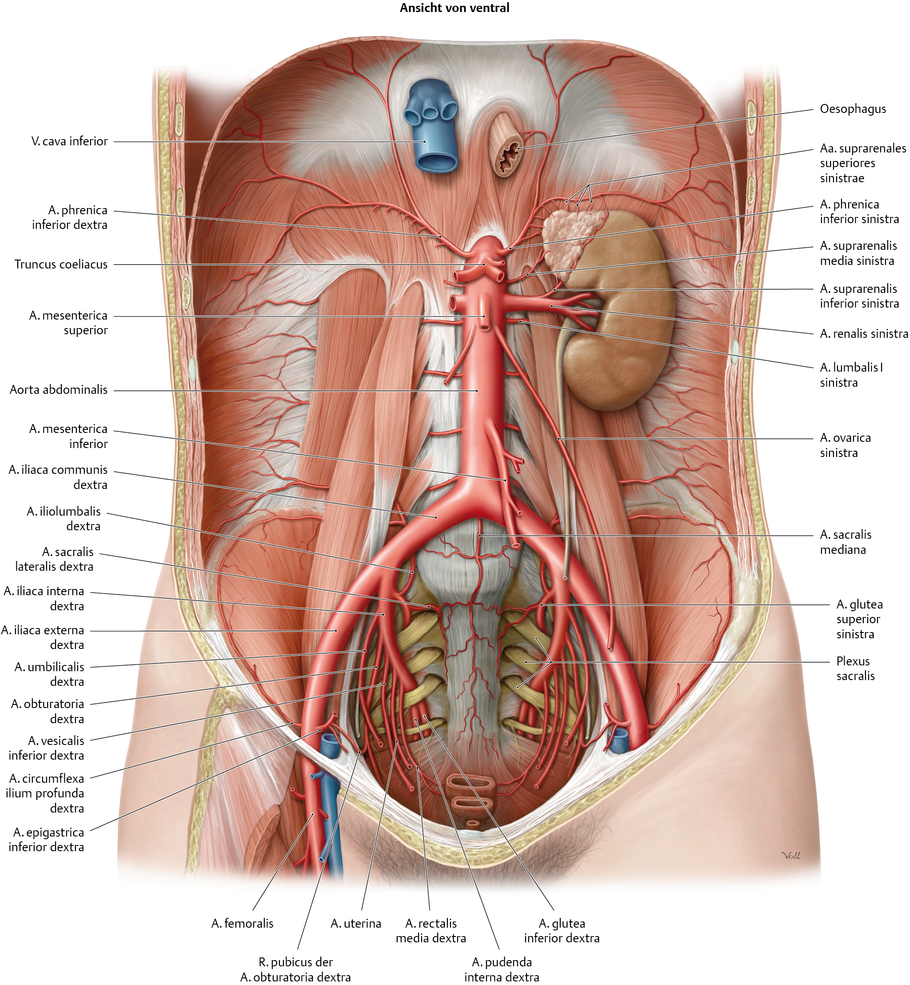 Ansicht von ventral
V. cava inferior
A. phrenica
inferior dextra
Truncus coeliacus
A. mesenterica
superior
Aorta abdominalis
A. mesenterica
inferior
A. iliaca communis
dextra
A. iliolumbalis
dextra
A. sacralis
lateralis dextra
A. iliaca interna
dextra
A. iliaca externa
dextra
A. umbilicalis
dextra
A. obturatoria
dextra
A. vesicalis
inferior dextra
A. circumflexa
ilium profunda
dextra
A. epigastrica
inferior dextra
Oesophagus
Aa. suprarenales
superiores
sinistrae
A. phrenica
inferior sinistra
A. suprarenalis
media sinistra
A. suprarenalis
inferior sinistra
A. renalis sinistra
A. lumbalis I
sinistra
A. ovarica
sinistra
A. sacralis
mediana
A. glutea
superior
sinistra
Plexus
sacralis
Voll
A. femoralis
R. pubicus der
A. obturatoria dextra
A. uterina
A. rectalis
media dextra
A. pudenda
interna dextra
A. glutea
inferior dextra